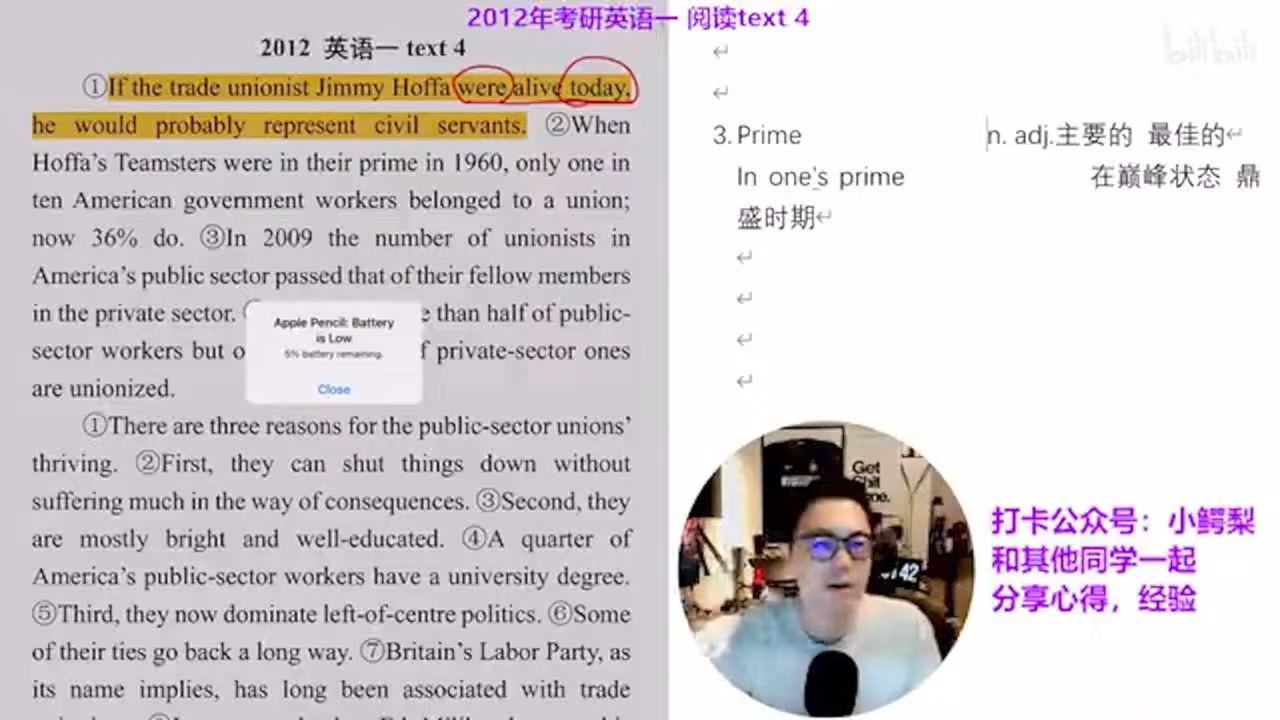 2012年考研英语一 阅读text 4
bilibili
2012 英语一 text 4
①If the trade unionist Jimmy Hoffa were alive today,
he would probably represent civil servants. ②When
Hoffa's Teamsters were in their prime in 1960, only one in
ten American government workers belonged to a union;
now 36% do. ③In 2009 the number of unionists in
America's public sector passed that of their fellow members
in the private sector. than half of public-
sector workers but private-sector ones
are unionized.
Apple Pencil: Battery
is Low
5% battery remaining.
Close
①There are three reasons for the public-sector unions'
thriving. ②First, they can shut things down without
suffering much in the way of consequences. ③Second, they
are mostly bright and well-educated. ④A quarter of
America's public-sector workers have a university degree.
⑤Third, they now dominate left-of-centre politics. ⑥Some
of their ties go back a long way. ⑦Britain's Labor Party, as
its name implies, has long been associated with trade
3. Prime n. adj.主要的 最佳的
In one's prime 在巅峰状态 鼎
盛时期
Get
打卡公众号：小鳄梨
和其他同学一起
分享心得，经验